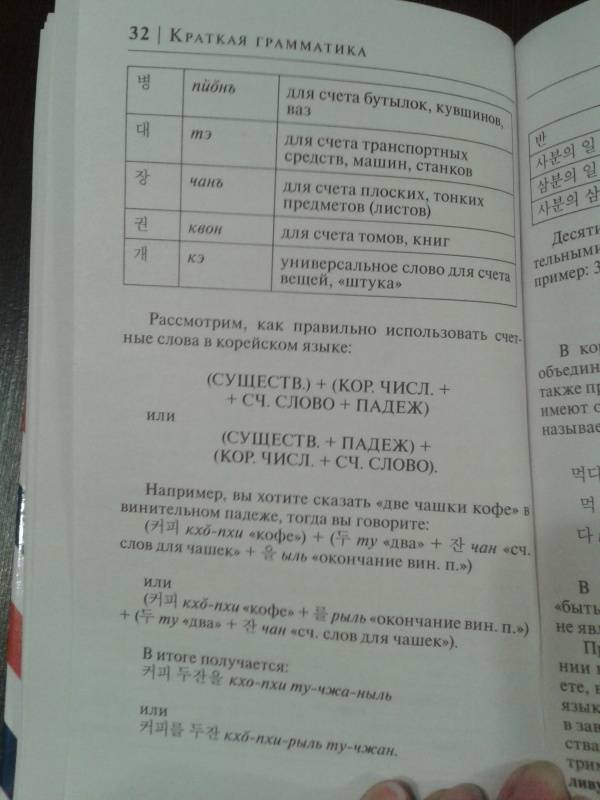 32 | КРАТКАЯ ГРАММАТИКА
병 пйŏнь для счета бутылок, кувшинов,
ваз
대 тэ для счета транспортных
средств, машин, станков
장 чань для счета плоских, тонких
предметов (листов)
권 квон для счета томов, книг
개 кэ универсальное слово для счета
вещей, «штука»
Рассмотрим, как правильно использовать счет-
ные слова в корейском языке:
(СУЩЕСТВ.) + (КОР. ЧИСЛ. +
+ СЧ. СЛОВО + ПАДЕЖ)
или
(СУЩЕСТВ. + ПАДЕЖ) +
(КОР. ЧИСЛ. + СЧ. СЛОВО).
Например, вы хотите сказать «две чашки кофе» в
винительном падеже, тогда вы говорите:
(커피 кхŏ-пхи «кофе») + (두 ту «два» + 잔 чан «сч.
слов для чашек» + 을 ыль «окончание вин. п.»)
или
(커피 кхŏ-пхи «кофе» + 를 рыль «окончание вин. п.»)
+ (두 ту «два» + 잔 чан «сч. слов для чашек»).
В итоге получается:
커피 두잔을 кхо-пхи ту-чжа-ныль
или
커피를 두잔 кхŏ-пхи-рыль ту-чжан.
반
사분의 일
삼분의 일
사분의 삼
Десяти
тельными
пример: 3
В кор
объедин
также пр
имеют с
называе
먹다
먹
다
В
«быть
не явл
Пр
нии
ете,
язык
в зав
ства
трим
ливу